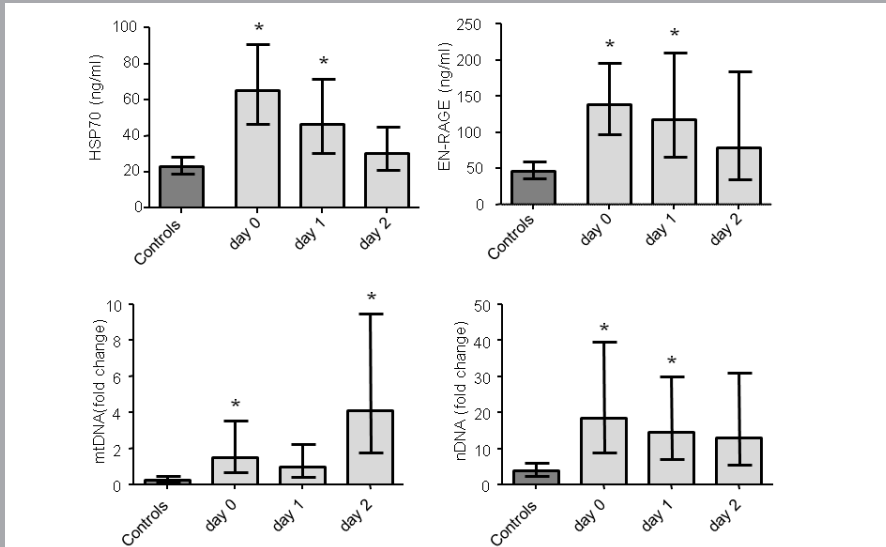 HSP70 (ng/ml)
100
80
60
40
20
0
*
*
Controls
day 0
day 1
day 2
EN-RAGE (ng/ml)
250
200
150
100
50
0
*
*
Controls
day 0
day 1
day 2
mtDNA(fold change)
10
8
6
4
2
0
*
*
Controls
day 0
day 1
day 2
nDNA (fold change)
50
40
30
20
10
0
*
*
Controls
day 0
day 1
day 2